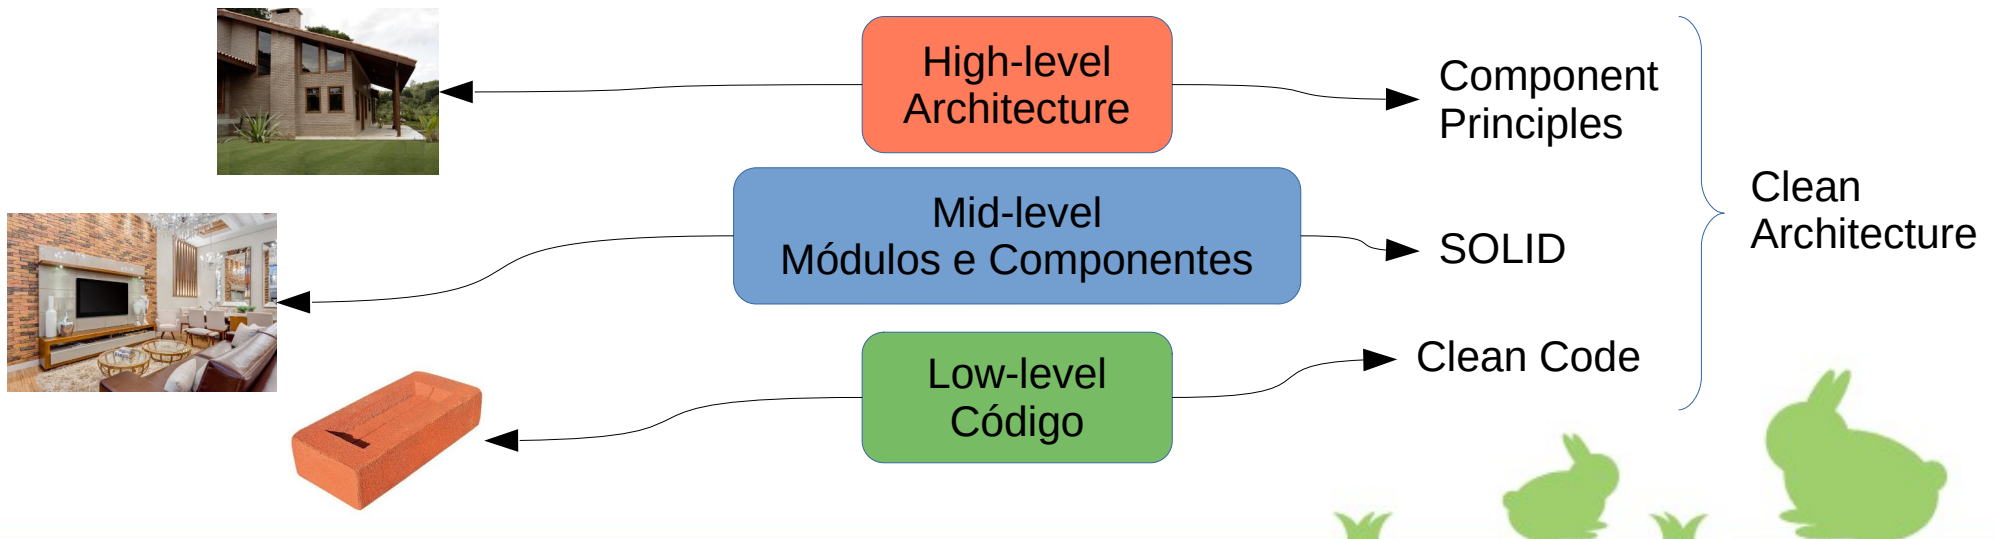 High-level
Architecture
Component
Principles
Mid-level
Módulos e Componentes
SOLID
Clean
Architecture
Low-level
Código
Clean Code